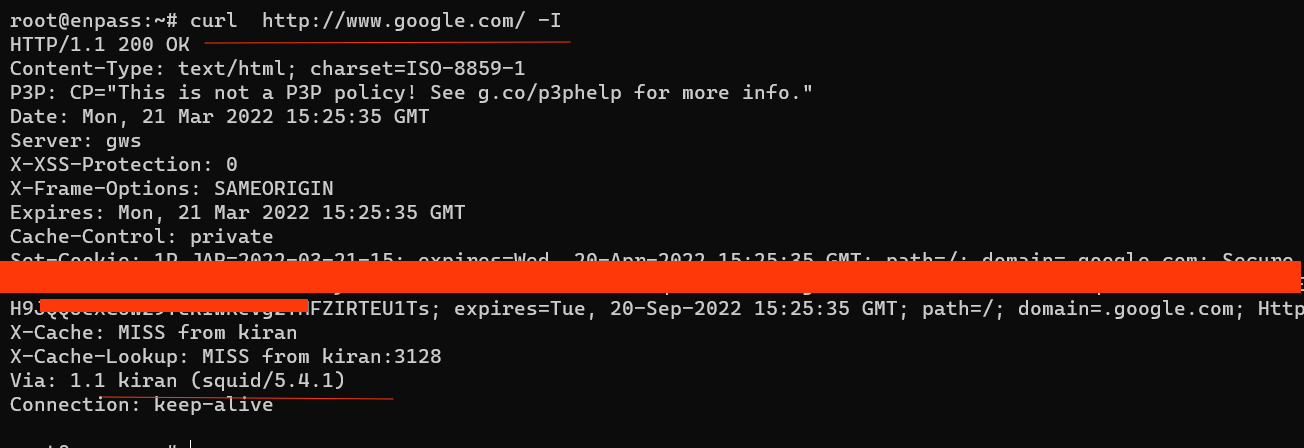 root@enpass:~# curl  http://www.google.com/ -I
HTTP/1.1 200 OK
Content-Type: text/html; charset=ISO-8859-1
P3P: CP="This is not a P3P policy! See g.co/p3phelp for more info."
Date: Mon, 21 Mar 2022 15:25:35 GMT
Server: gws
X-XSS-Protection: 0
X-Frame-Options: SAMEORIGIN
Expires: Mon, 21 Mar 2022 15:25:35 GMT
Cache-Control: private
Set-Cookie: 1P_JAR=2022-03-21-15; expires=Wed, 20-Apr-2022 15:25:35 GMT; path=/; domain=.google.com; Secure
FZIRTEU1Ts; expires=Tue, 20-Sep-2022 15:25:35 GMT; path=/; domain=.google.com; Http
X-Cache: MISS from kiran
X-Cache-Lookup: MISS from kiran:3128
Via: 1.1 kiran (squid/5.4.1)
Connection: keep-alive